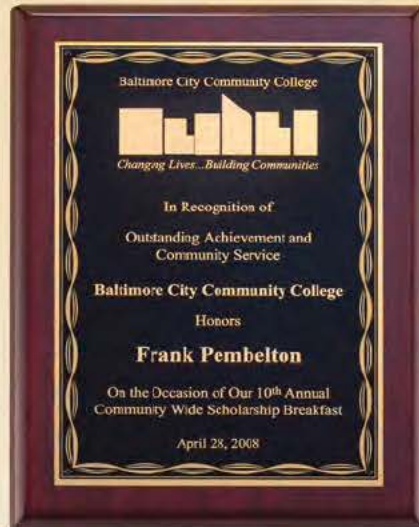 Baltimore City Community College
Changing Lives...Building Communities
In Recognition of
Outstanding Achievement and
Community Service
Baltimore City Community College
Honors
Frank Pembelton
On the Occasion of Our 10th Annual
Community Wide Scholarship Breakfast
April 28, 2008